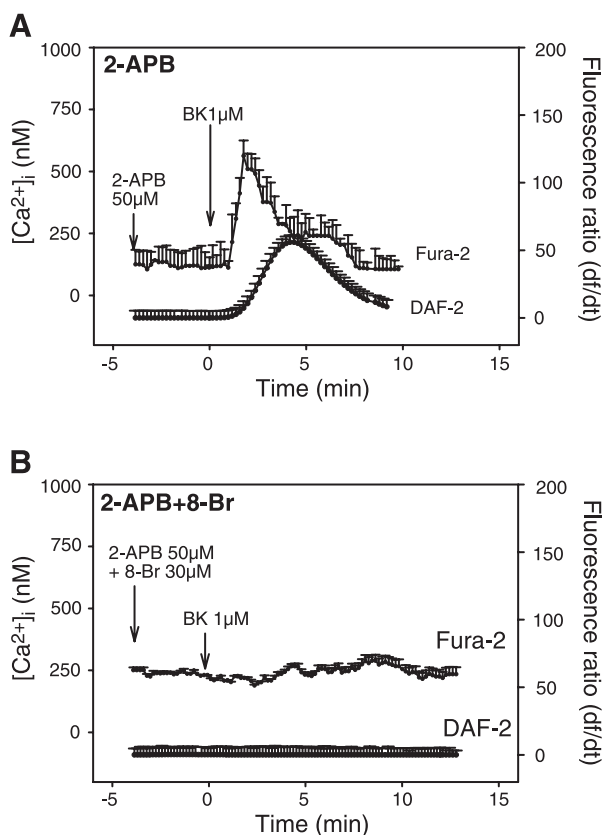 A
2-APB
1000
750
500
250
0
[Ca²⁺]ᵢ (nM)
200
150
100
50
0
Fluorescence ratio (df/dt)
BK1µM
2-APB
50µM
Fura-2
DAF-2
-5
0
5
10
15
Time (min)
B
2-APB+8-Br
1000
750
500
250
0
[Ca²⁺]ᵢ (nM)
200
150
100
50
0
Fluorescence ratio (df/dt)
2-APB 50µM
+ 8-Br 30µM
BK 1µM
Fura-2
DAF-2
-5
0
5
10
15
Time (min)